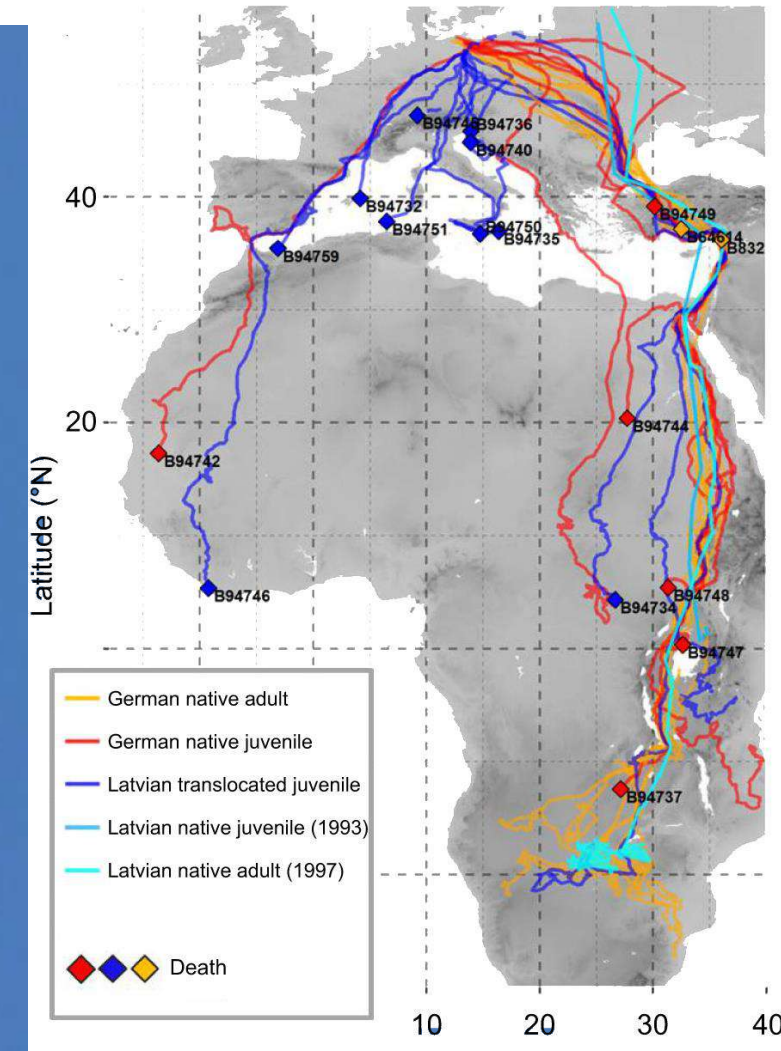 B94745
B94736
B94740
40
B94732
B94749
B94751
B94750
B64614
B94735
B832
B94759
20
B94744
B94742
Latitude (°N)
B94746
B94734
B94748
B94747
German native adult
German native juvenile
Latvian translocated juvenile
Latvian native juvenile (1993)
Latvian native adult (1997)
B94737
Death
10 20 30 40